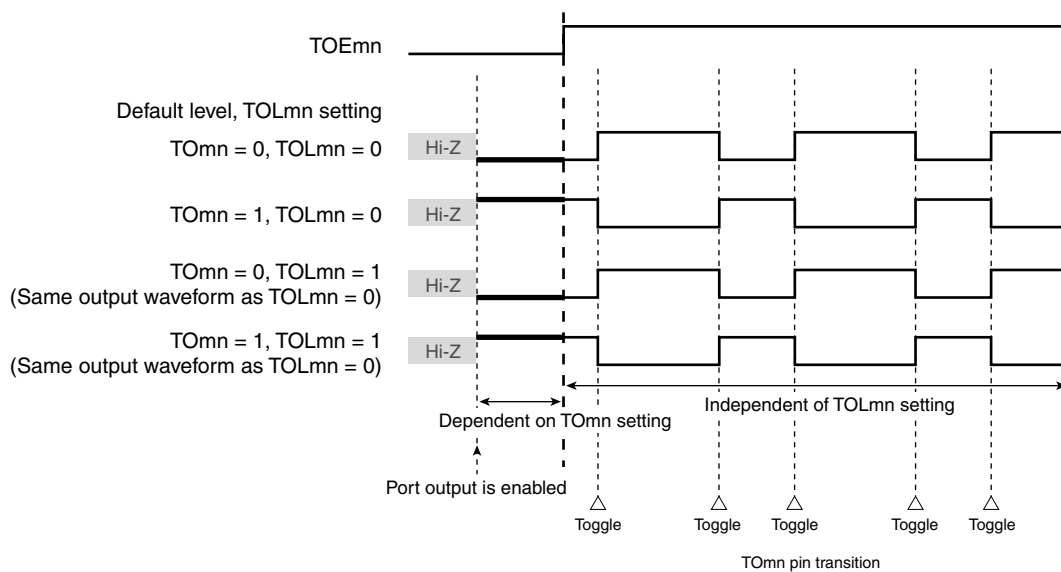 TOEmn
Default level, TOLmn setting
TOmn = 0, TOLmn = 0
Hi-Z
TOmn = 1, TOLmn = 0
Hi-Z
TOmn = 0, TOLmn = 1
(Same output waveform as TOLmn = 0)
Hi-Z
TOmn = 1, TOLmn = 1
(Same output waveform as TOLmn = 0)
Hi-Z
Dependent on TOmn setting
Independent of TOLmn setting
Port output is enabled
Toggle Toggle Toggle Toggle Toggle
TOmn pin transition